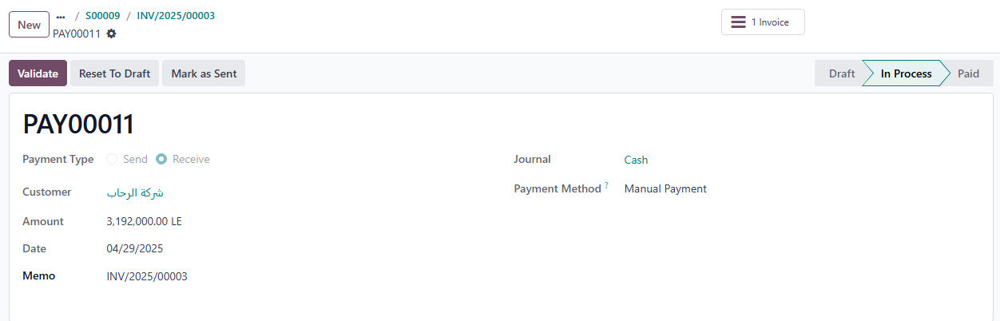 New
... / S00009 / INV/2025/00003
PAY00011
1 Invoice
Validate Reset To Draft Mark as Sent Draft In Process Paid
PAY00011
Payment Type Send Receive Journal Cash
Customer شركة الرحاب Payment Method ? Manual Payment
Amount 3,192,000.00 LE
Date 04/29/2025
Memo INV/2025/00003